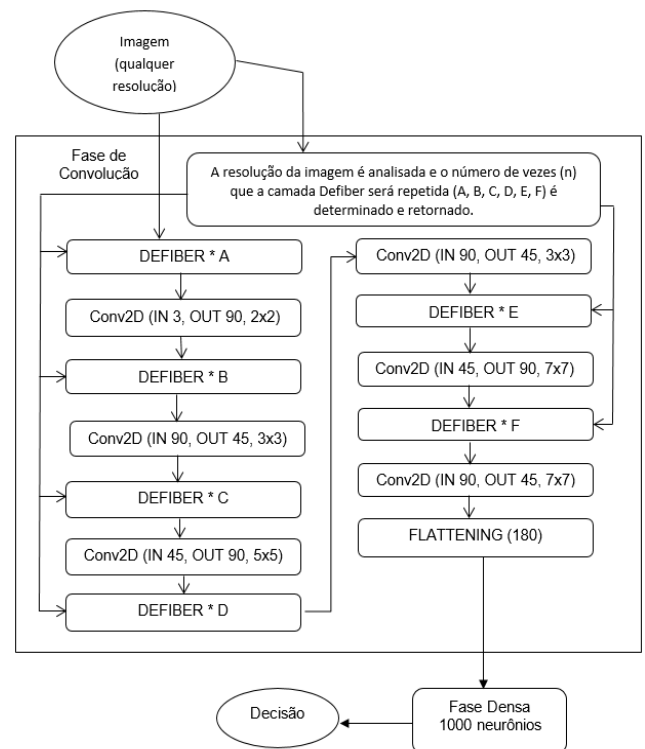 Imagem
(qualquer
resolução)
Fase de
Convolucão
A resolução da imagem é analisada e o número de vezes (n)
que a camada Defiber será repetida (A, B, C, D, E, F) é
determinado e retornado.
DEFIBER * A
Conv2D (IN 3, OUT 90, 2x2)
DEFIBER * B
Conv2D (IN 90, OUT 45, 3x3)
DEFIBER * C
Conv2D (IN 45, OUT 90, 5x5)
DEFIBER * D
Conv2D (IN 90, OUT 45, 3x3)
DEFIBER * E
Conv2D (IN 45, OUT 90, 7x7)
DEFIBER * F
Conv2D (IN 90, OUT 45, 7x7)
FLATTENING (180)
Fase Densa
1000 neurônios
Decisão